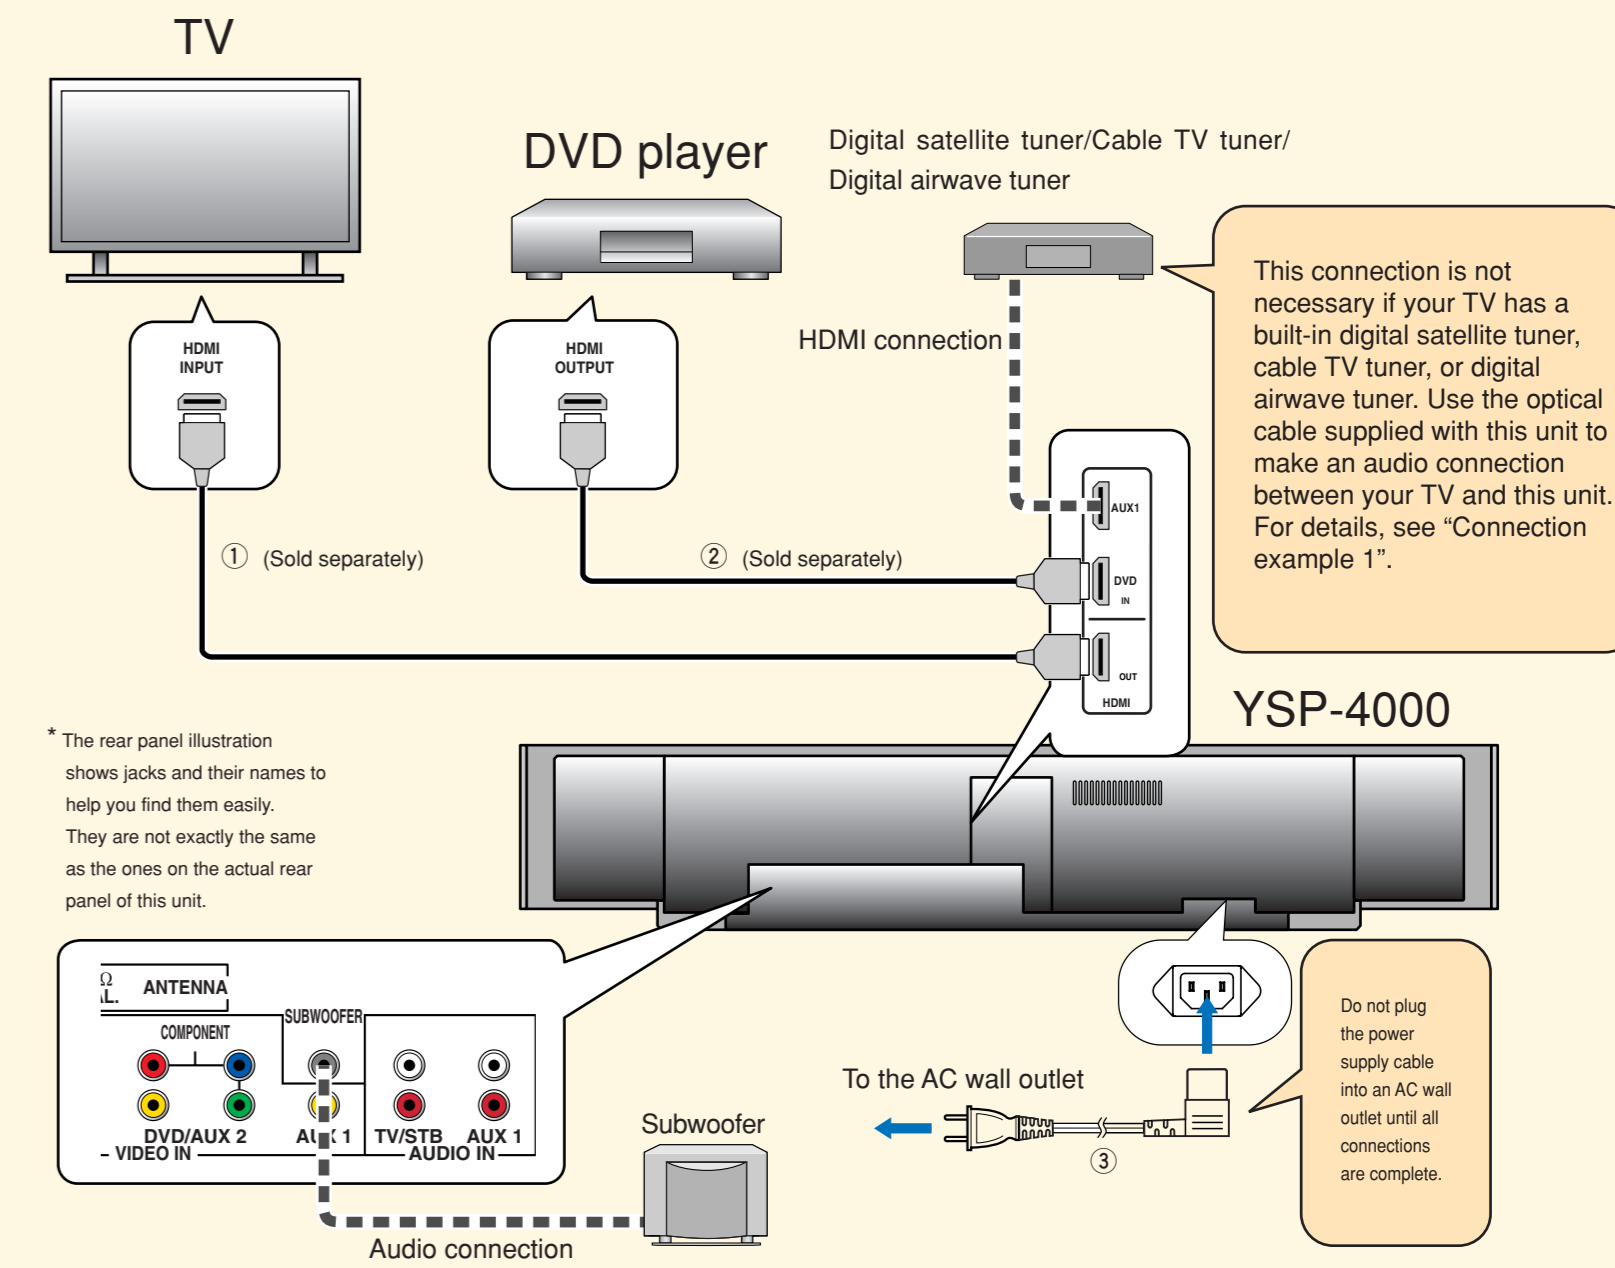 TV
DVD player
Digital satellite tuner/Cable TV tuner/
Digital airwave tuner
HDMI
INPUT
HDMI
OUTPUT
HDMI connection
This connection is not
necessary if your TV has a
built-in digital satellite tuner,
cable TV tuner, or digital
airwave tuner. Use the optical
cable supplied with this unit to
make an audio connection
between your TV and this unit.
For details, see “Connection
example 1”.
AUX1
① (Sold separately)
② (Sold separately)
DVD
IN
OUT
HDMI
YSP-4000
* The rear panel illustration
shows jacks and their names to
help you find them easily.
They are not exactly the same
as the ones on the actual rear
panel of this unit.
Ω
AL.
ANTENNA
COMPONENT
SUBWOOFER
DVD/AUX 2
AUX 1
TV/STB
AUX 1
VIDEO IN
AUDIO IN
Subwoofer
Audio connection
To the AC wall outlet
③
Do not plug
the power
supply cable
into an AC wall
outlet until all
connections
are complete.